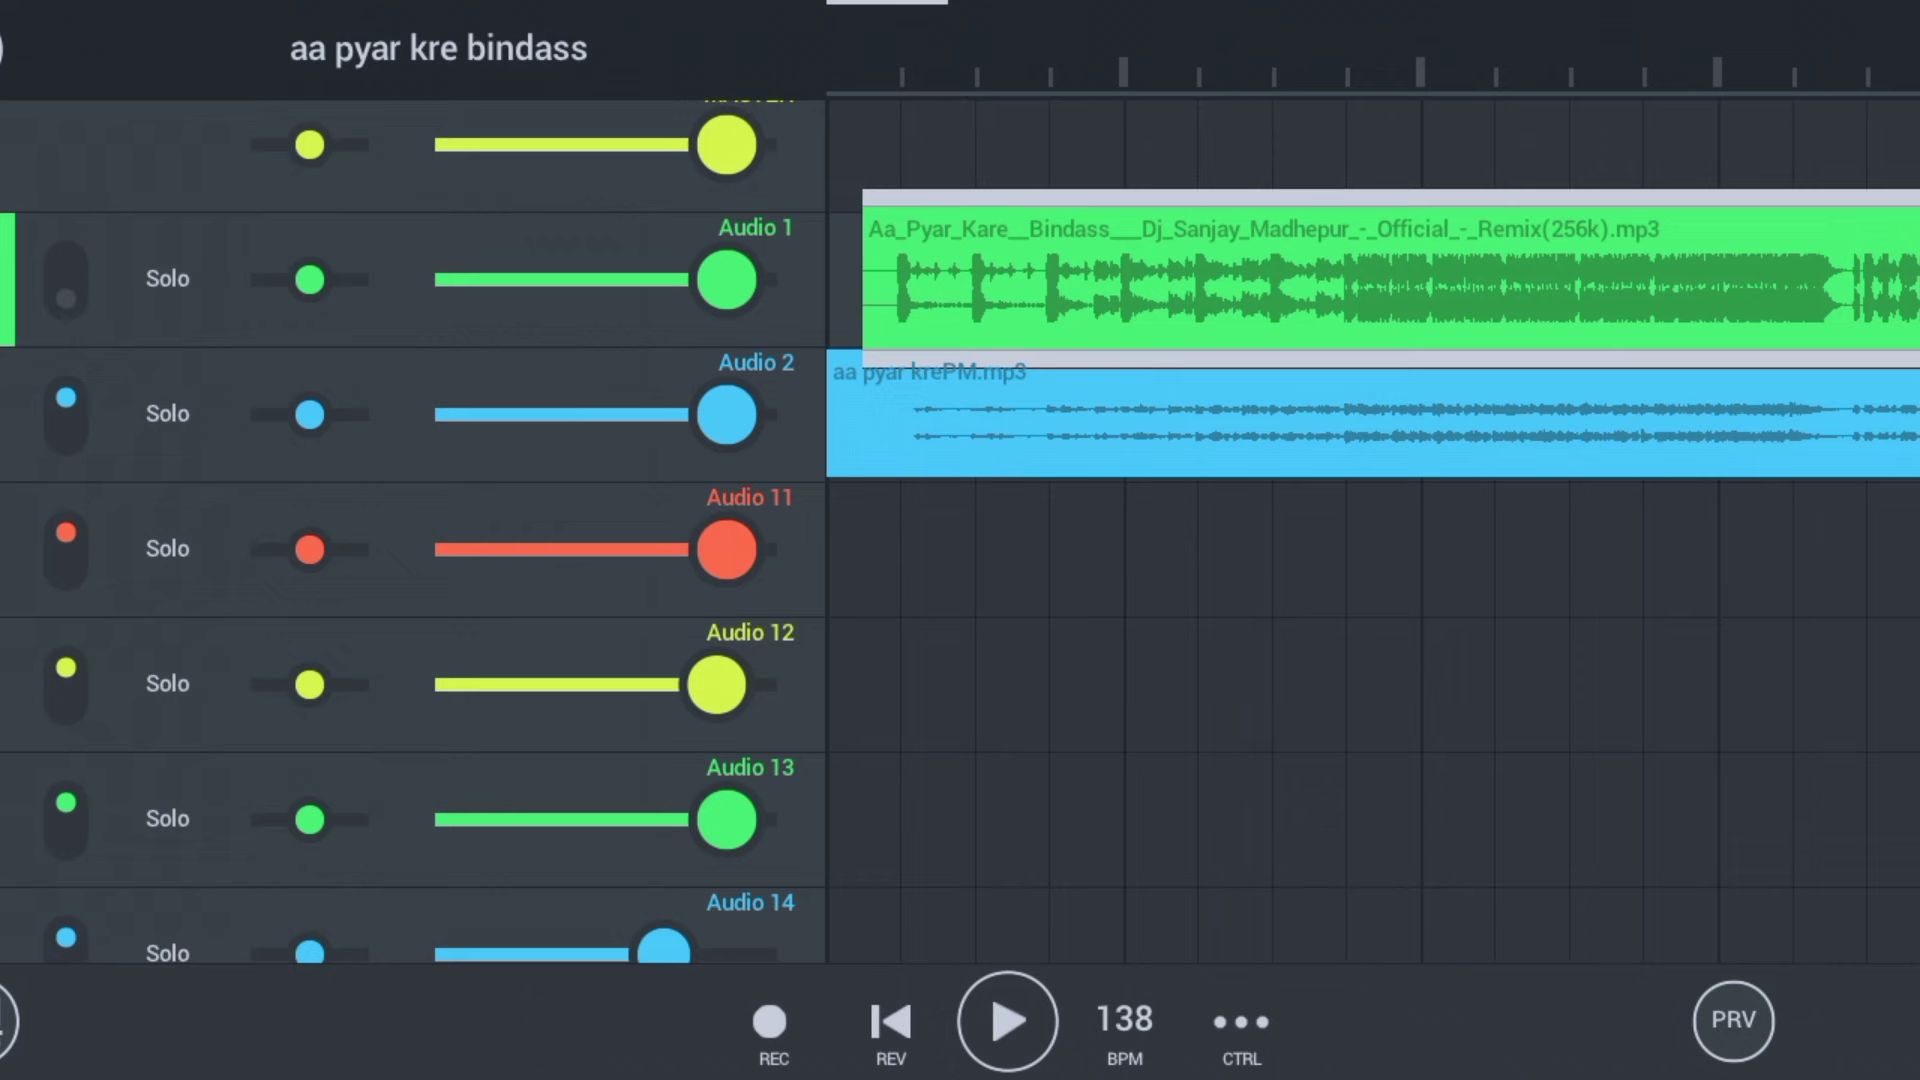 aa pyar kre bindass
Audio 1
Solo
Aa_Pyar_Kare__Bindass___Dj_Sanjay_Madhepur_-_Official_-_Remix(256k).mp3
Audio 2
Solo
aa pyar krePM.mp3
Audio 11
Solo
Audio 12
Solo
Audio 13
Solo
Audio 14
Solo
138
PRV
REC
REV
BPM
CTRL